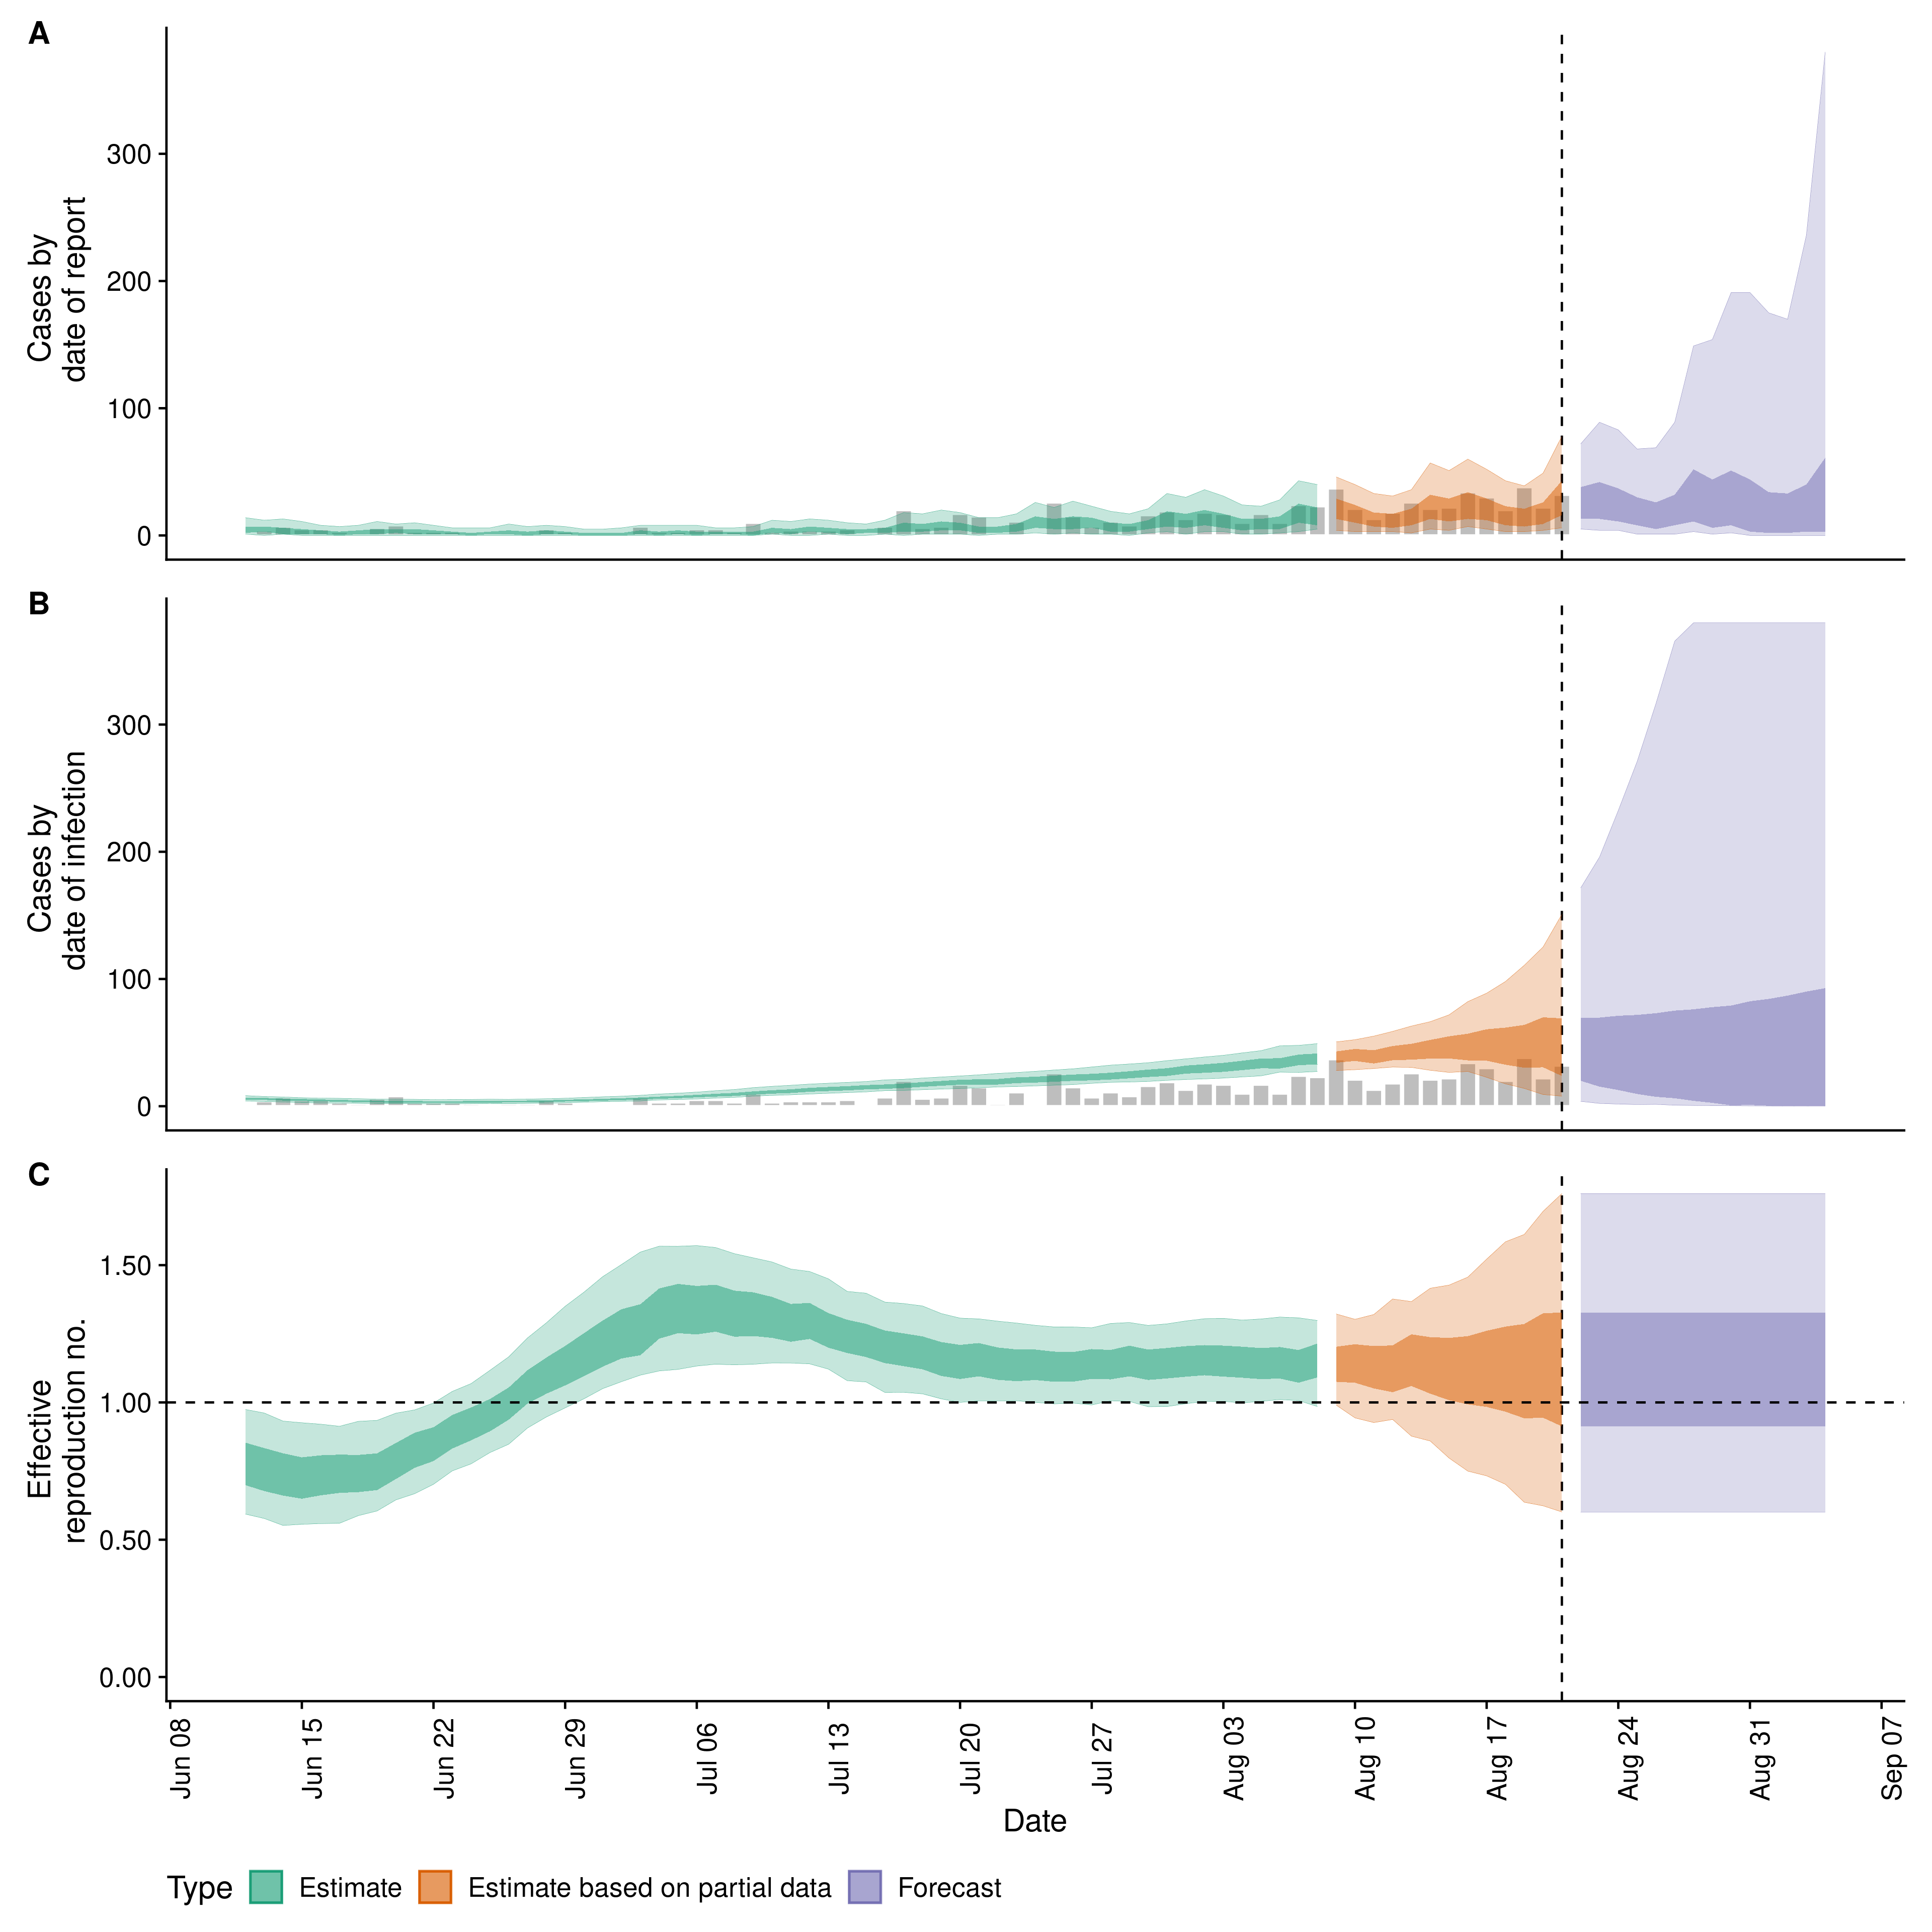 A
Cases by
date of report
300
200
100
0
B
Cases by
date of infection
300
200
100
0
C
Effective
reproduction no.
1.50
1.00
0.50
0.00
Jun 08
Jun 15
Jun 22
Jun 29
Jul 06
Jul 13
Jul 20
Jul 27
Aug 03
Aug 10
Aug 17
Aug 24
Aug 31
Sep 07
Date
Type Estimate Estimate based on partial data Forecast